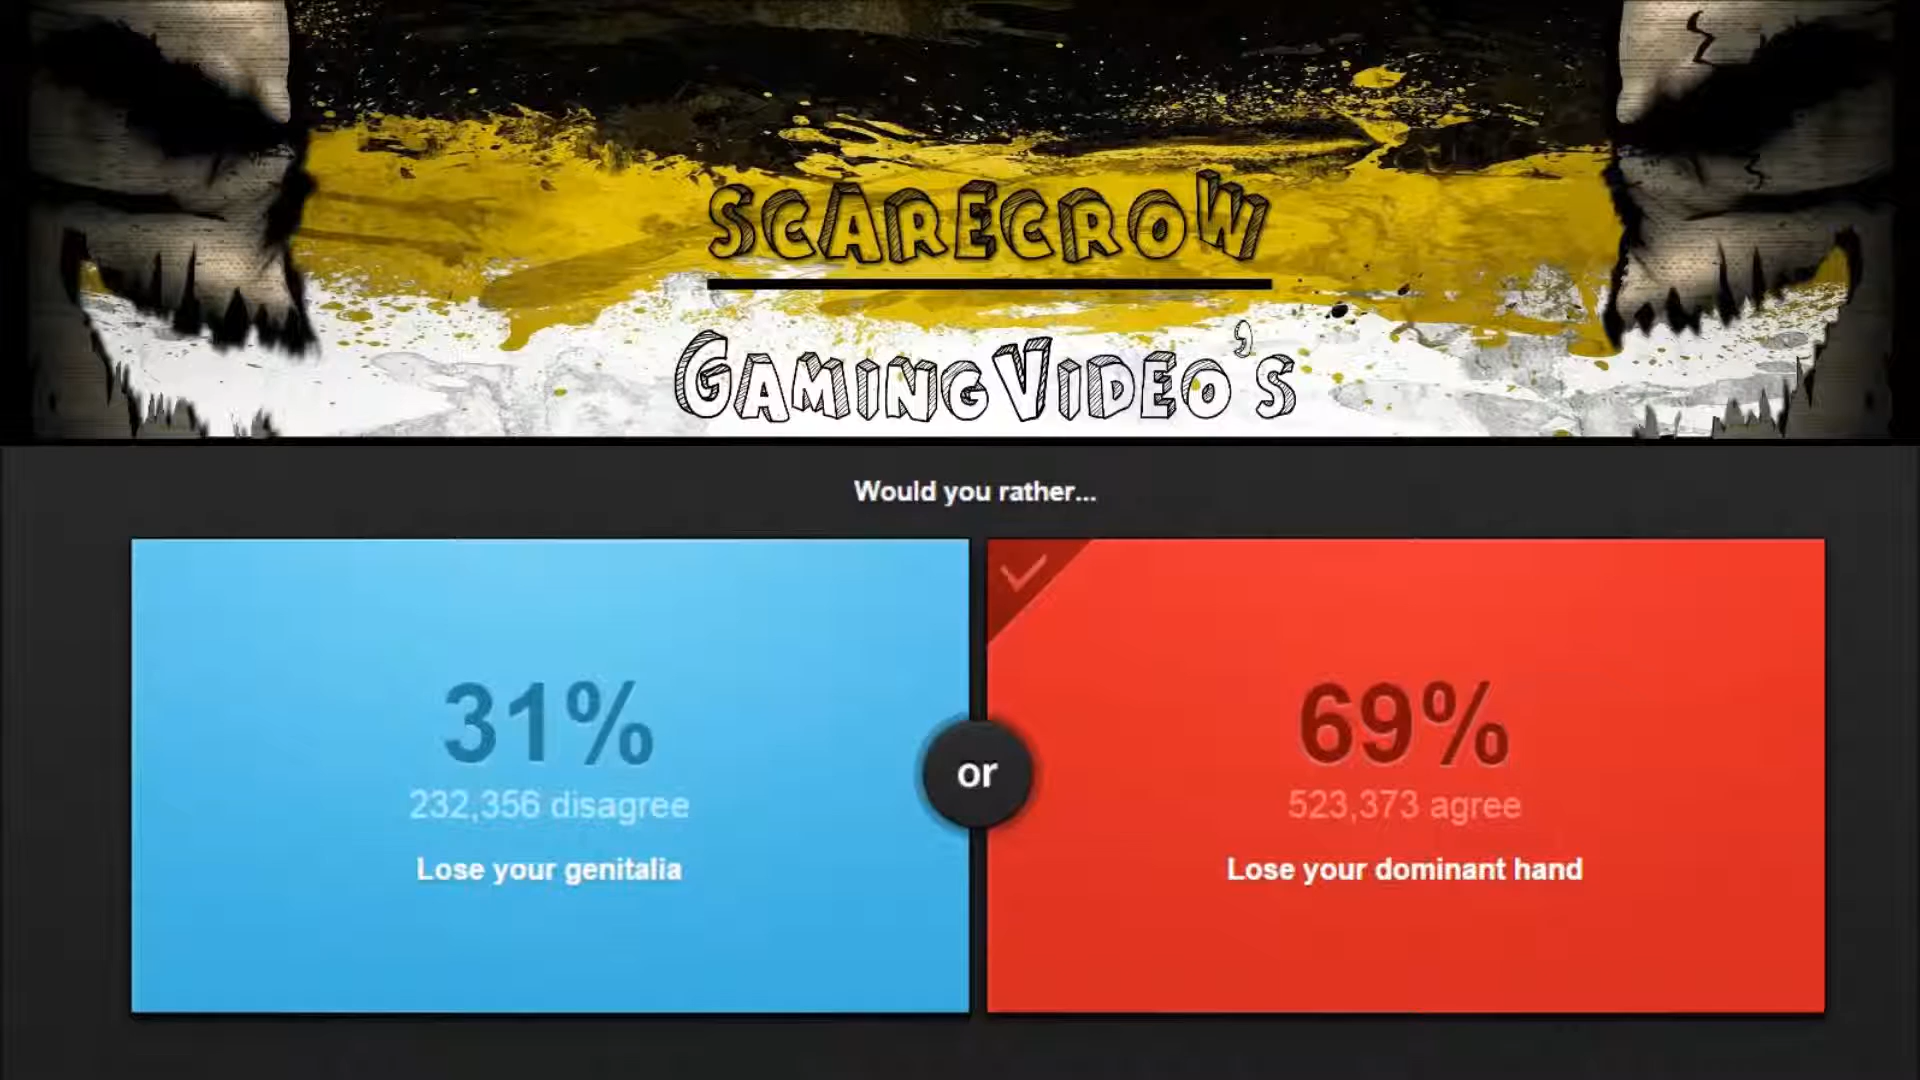 SCARECROW
GAMINGVIDEO'S
Would you rather...
31%
232,356 disagree
Lose your genitalia
or
69%
523,373 agree
Lose your dominant hand